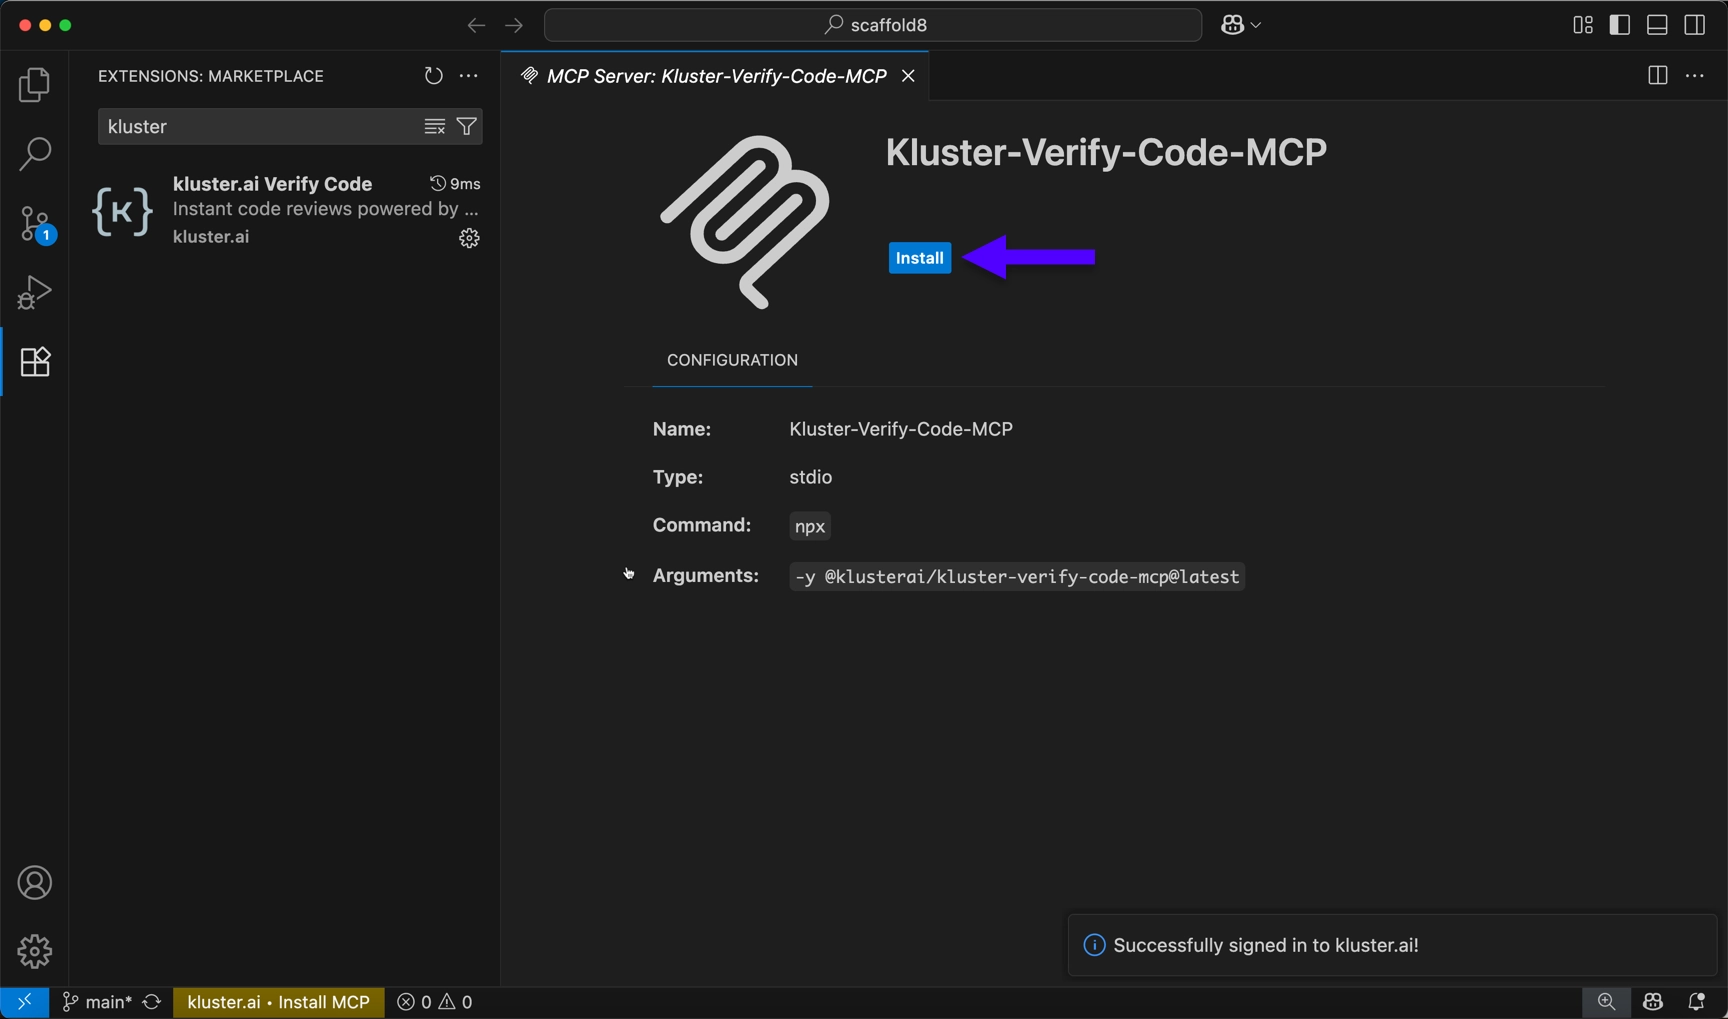 scaffold8
EXTENSIONS: MARKETPLACE
MCP Server: Kluster-Verify-Code-MCP
kluster
kluster.ai Verify Code
9ms
Instant code reviews powered by ...
kluster.ai
{K}
Kluster-Verify-Code-MCP
Install
CONFIGURATION
Name: Kluster-Verify-Code-MCP
Type: stdio
Command: npx
Arguments: -y @klusterai/kluster-verify-code-mcp@latest
1
Successfully signed in to kluster.ai!
main*
kluster.ai • Install MCP
0
0